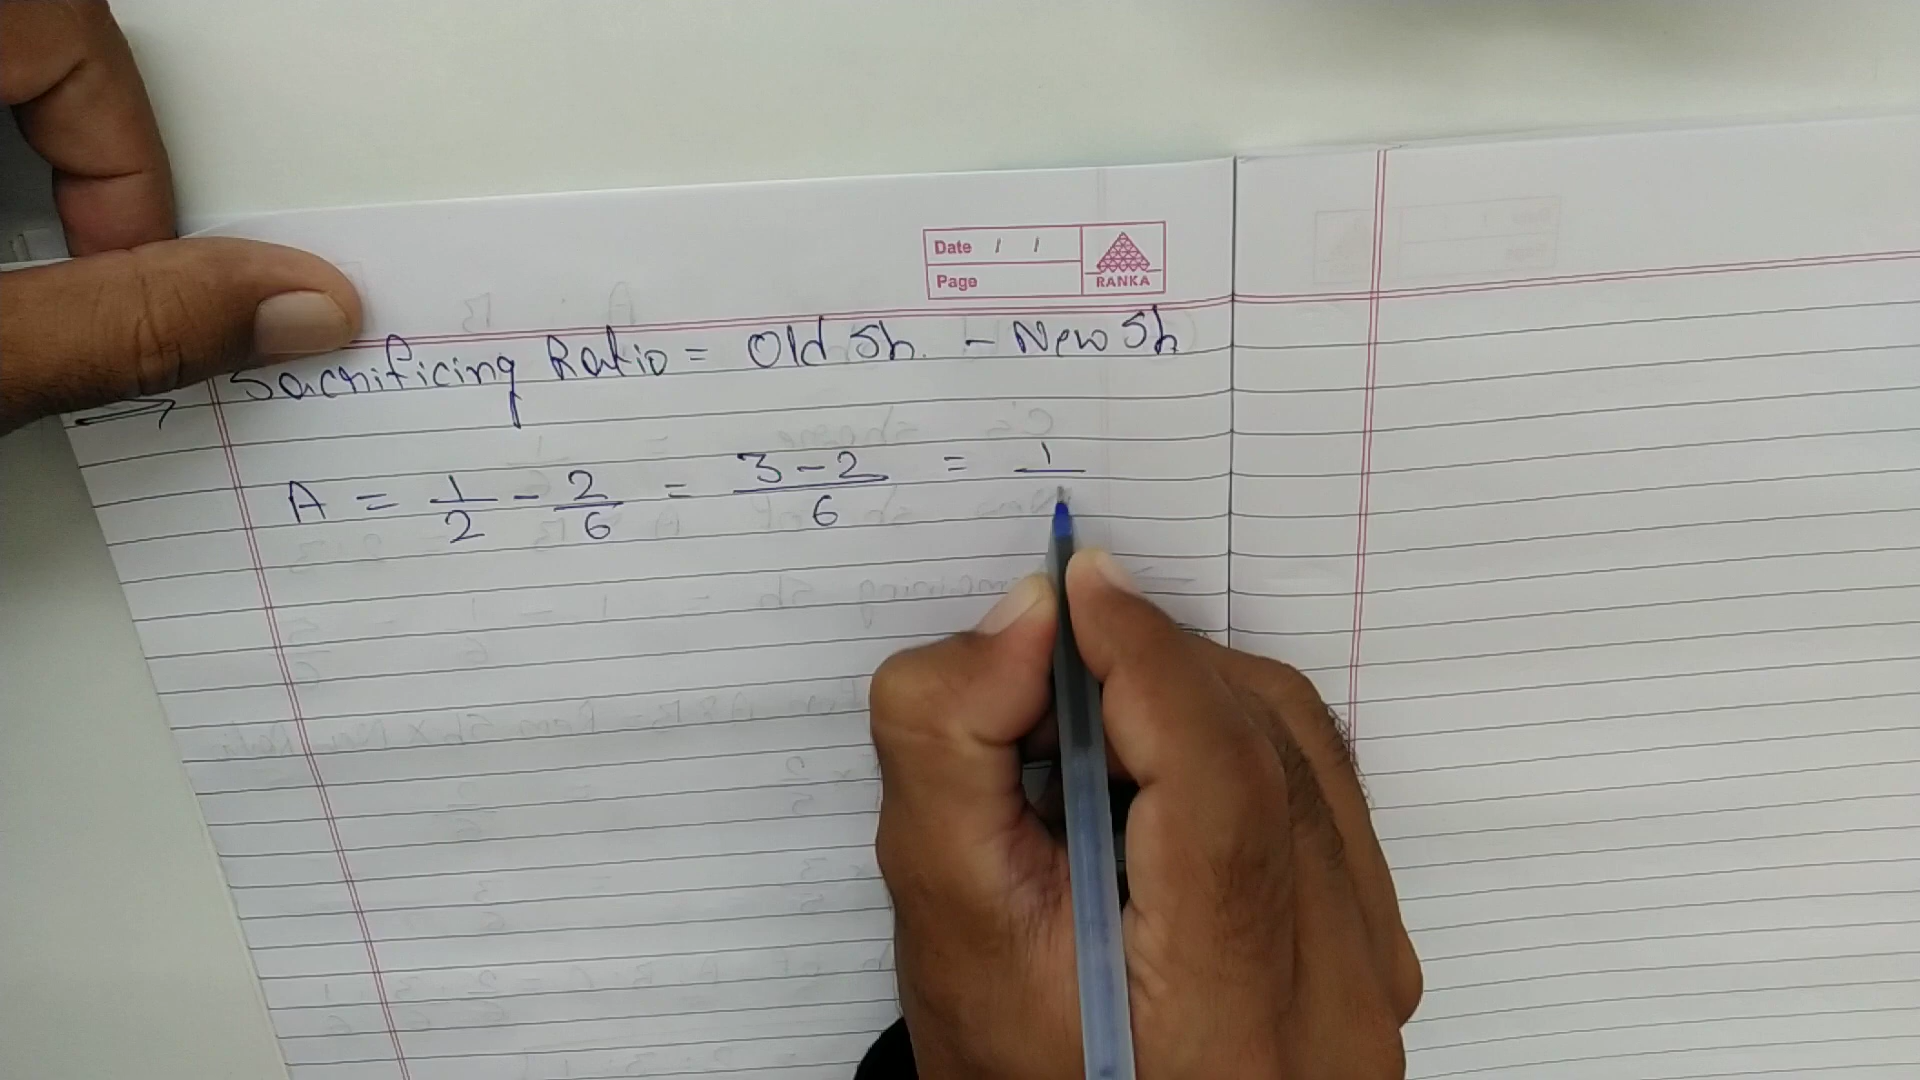 Date / /
Page
RANKA
Sacrificing Ratio = Old Sh. - New Sh
A = 1/2 - 2/6 = 3-2/6 = 1/